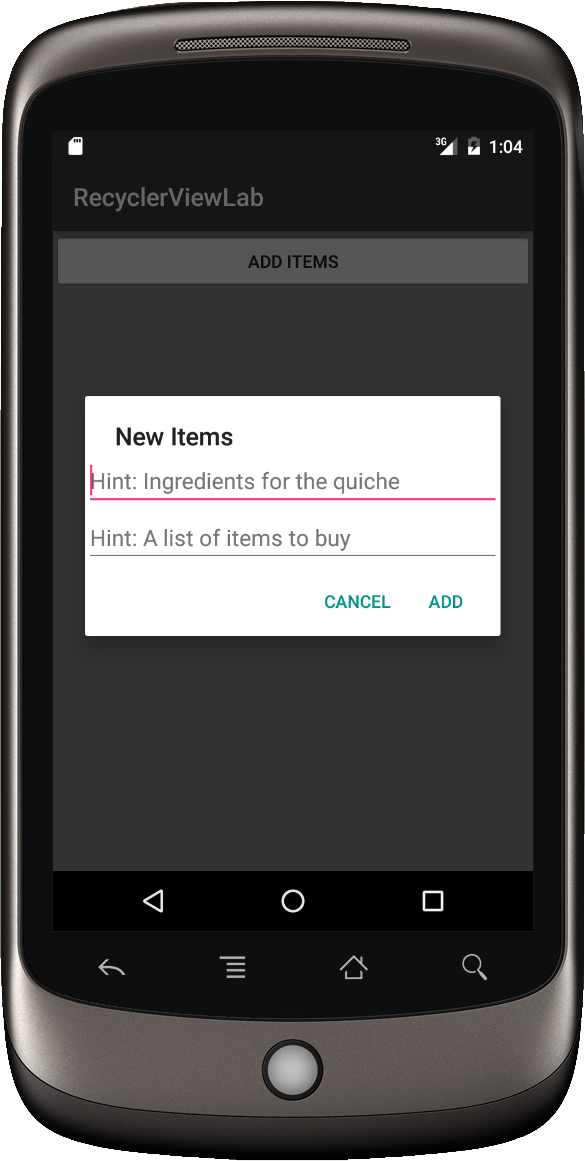 3G 1:04
RecyclerViewLab
ADD ITEMS
New Items
Hint: Ingredients for the quiche
Hint: A list of items to buy
CANCEL ADD